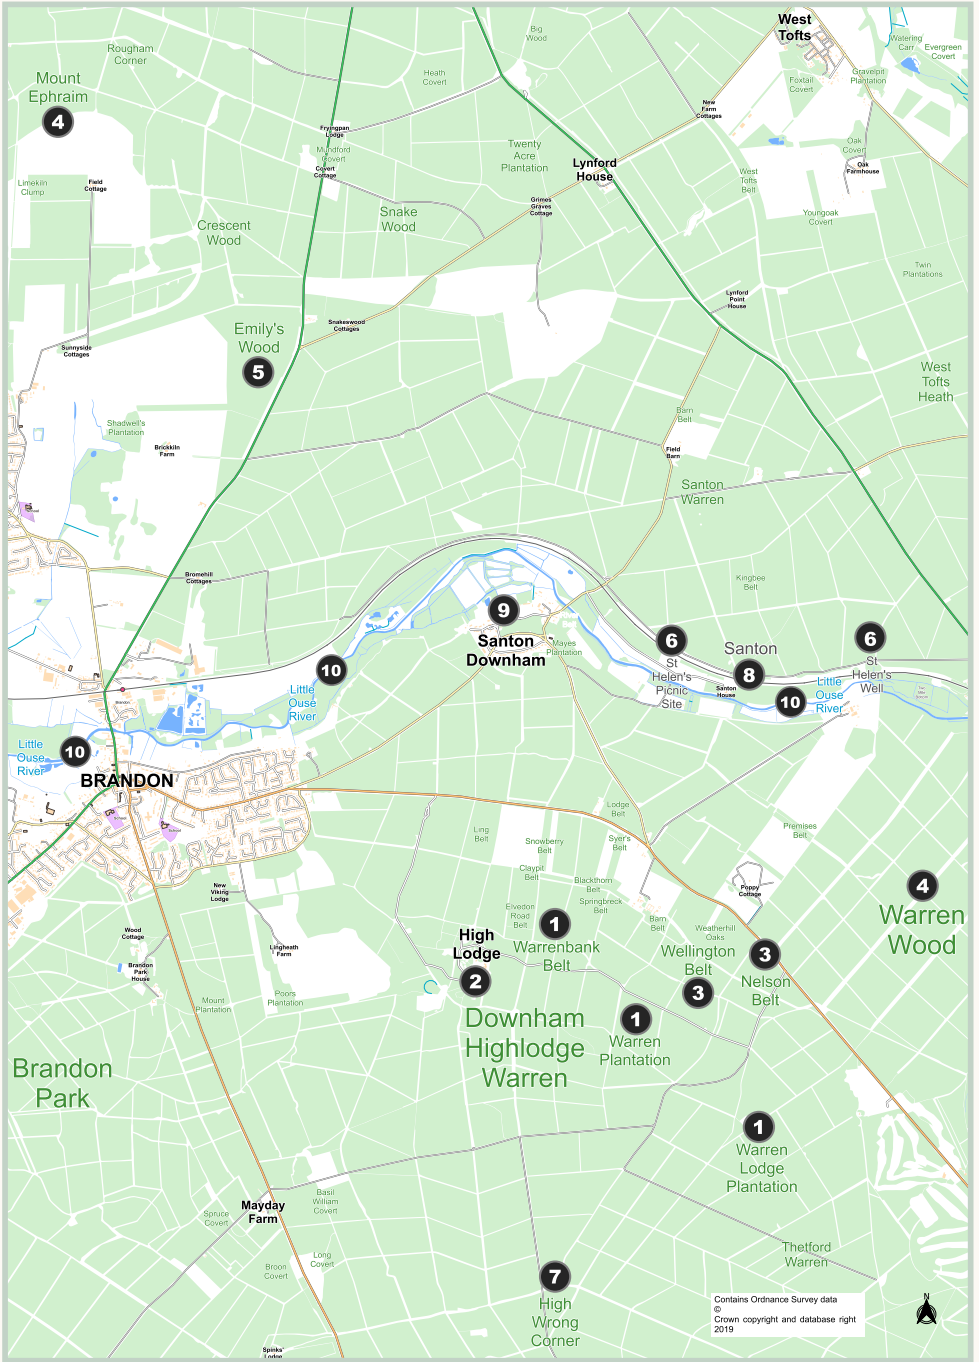 West
Tofts
Big
Wood
Rougham
Corner
Watering
Carr
Evergreen
Covert
Mount
Ephraim
4
Heath
Covert
Foxtail
Covert
Gravelpit
Plantation
New
Farm
Cottages
Fryingpan
Lodge
Mundford
Covert
Covert
Cottage
Twenty
Acre
Plantation
Lynford
House
Oak
Covert
Oak
Farmhouse
Limekiln
Clump
Field
Cottage
West
Tofts
Belt
Crescent
Wood
Snake
Wood
Grimes
Graves
Cottage
Youngoak
Covert
Twin
Plantations
Lynford
Point
House
Emily's
Wood
5
Snakeswood
Cottages
Sunnyside
Cottages
West
Tofts
Heath
Shadwell's
Plantation
Brickkiln
Farm
Barn
Belt
Field
Barn
Santon
Warren
School
Bromehill
Cottages
Kingbee
Belt
9
Santon
Downham
Mayes
Plantation
6
St
Helen's
Picnic
Site
Santon
8
Santon
House
6
St
Helen's
Well
10
Little
Ouse
River
10
Little
Ouse
River
Brandon
10
Little
Ouse
River
BRANDON
School
School
Lodge
Belt
Ling
Belt
Snowberry
Belt
Syer's
Belt
Premises
Belt
Claypit
Belt
Blackthorn
Belt
Springbreck
Belt
Poppy
Cottage
4
Warren
Wood
New
Viking
Lodge
Elvedon
Road
Belt
1
Warrenbank
Belt
Barn
Belt
Weatherhill
Oaks
Wellington
Belt
3
3
Nelson
Belt
Wood
Cottage
Lingheath
Farm
High
Lodge
2
Brandon
Park
House
Mount
Plantation
Poors
Plantation
Downham
Highlodge
Warren
1
Warren
Plantation
Brandon
Park
1
Warren
Lodge
Plantation
Mayday
Farm
Basil
William
Covert
Spruce
Covert
Long
Covert
Broon
Covert
Thetford
Warren
7
High
Wrong
Corner
Contains Ordnance Survey data
©
Crown copyright and database right
2019
N
Spinks'
Lodge